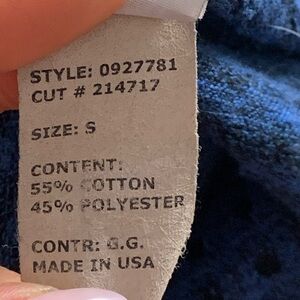 STYLE: 0927781
CUT # 214717
SIZE: S
CONTENT:
55% COTTON
45% POLYESTER
CONTR: G.G.
MADE IN USA